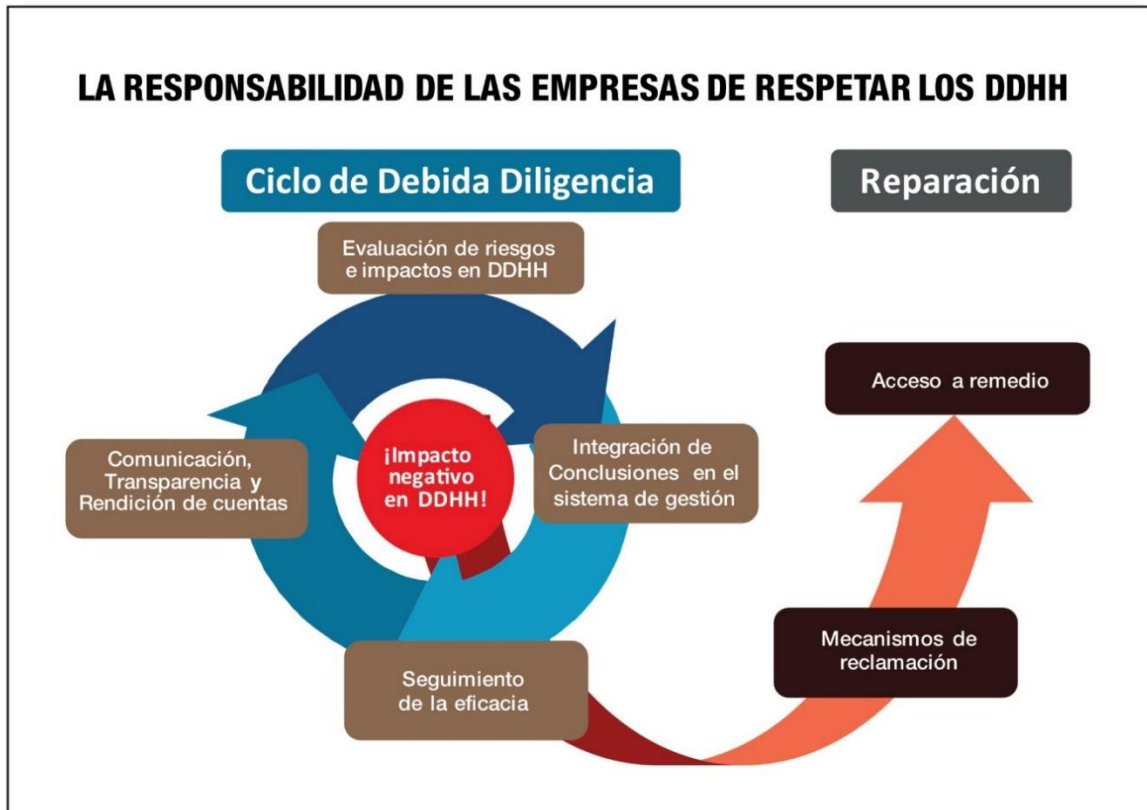 LA RESPONSABILIDAD DE LAS EMPRESAS DE RESPETAR LOS DDHH
Ciclo de Debida Diligencia
Reparación
Evaluación de riesgos
e impactos en DDHH
Acceso a remedio
Comunicación,
Transparencia y
Rendición de cuentas
¡Impacto
negativo
en DDHH!
Integración de
Conclusiones en el
sistema de gestión
Seguimiento
de la eficacia
Mecanismos de
reclamación